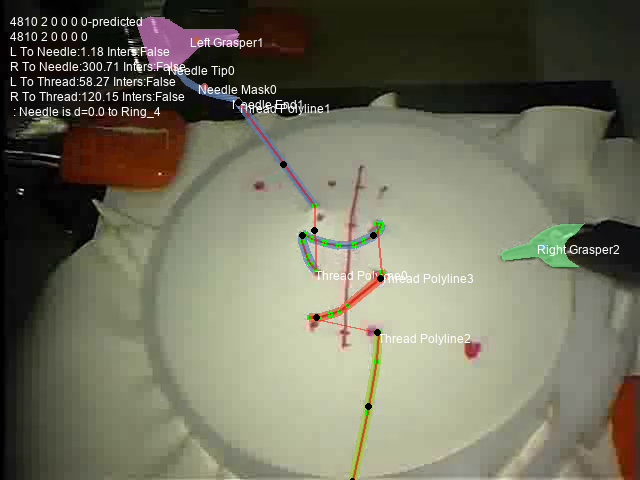 4810 2 0 0 0 0-predicted
4810 2 0 0 0 0
L To Needle:1.18 Inters:False
R To Needle:300.71 Inters:False
L To Thread:58.27 Inters:False
R To Thread:120.15 Inters:False
: Needle is d=0.0 to Ring_4
Left Grasper1
Needle Tip0
Needle Mask0
Needle End1
Thread Polyline1
Right Grasper2
Thread Polyline0
Thread Polyline3
Thread Polyline2